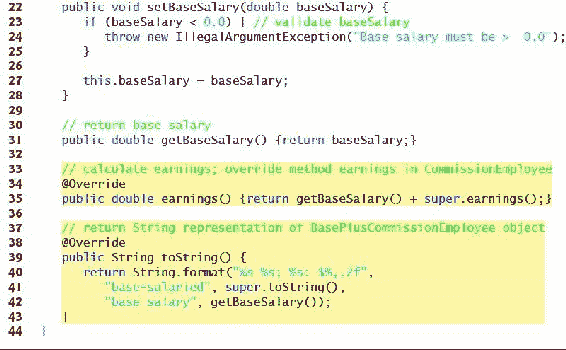 22 public void setBaseSalary(double baseSalary) {
23 if (baseSalary < 0.0) { // validate baseSalary
24 throw new IllegalArgumentException("Base salary must be >= 0.0");
25 }
26
27 this.baseSalary = baseSalary;
28 }
29
30 // return base salary
31 public double getBaseSalary() {return baseSalary;}
32
33 // calculate earnings; override method earnings in CommissionEmployee
34 @Override
35 public double earnings() {return getBaseSalary() + super.earnings();}
36
37 // return String representation of BasePlusCommissionEmployee object
38 @Override
39 public String toString() {
40 return String.format("%s %s; %s: $%,.2f",
41 "base-salaried", super.toString(),
42 "base salary", getBaseSalary());
43 }
44 }